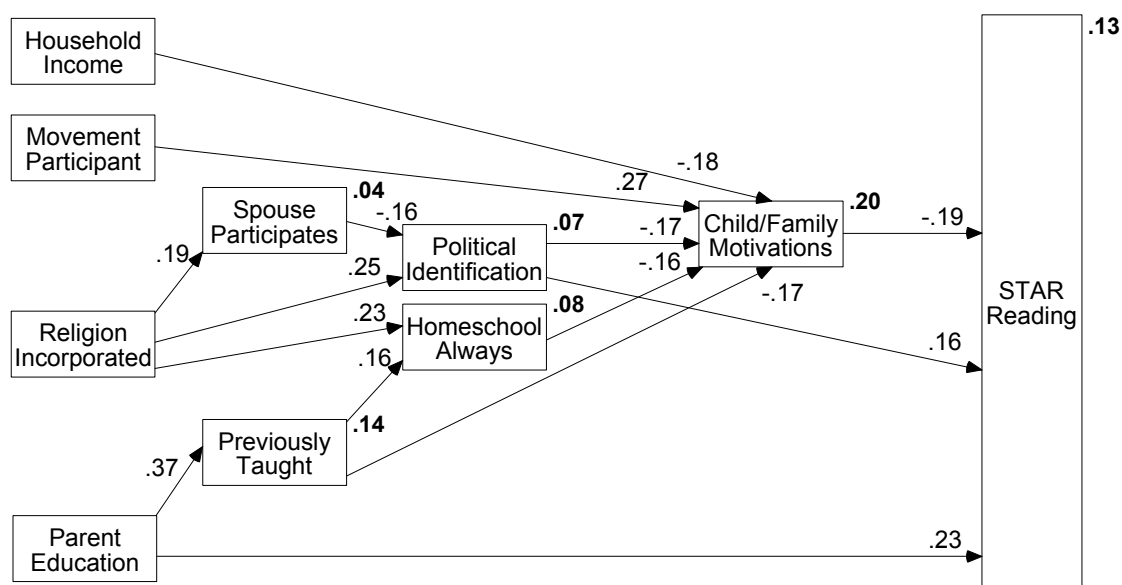 Household
Income
.13
Movement
Participant
-.18
.27
.04
Spouse
Participates
-.16
.20
Child/Family
Motivations
-.19
.07
Political
Identification
-.17
.19
.25
-.16
-.17
STAR
Reading
.08
Homeschool
Always
.23
Religion
Incorporated
.16
.16
.14
Previously
Taught
.37
Parent
Education
.23